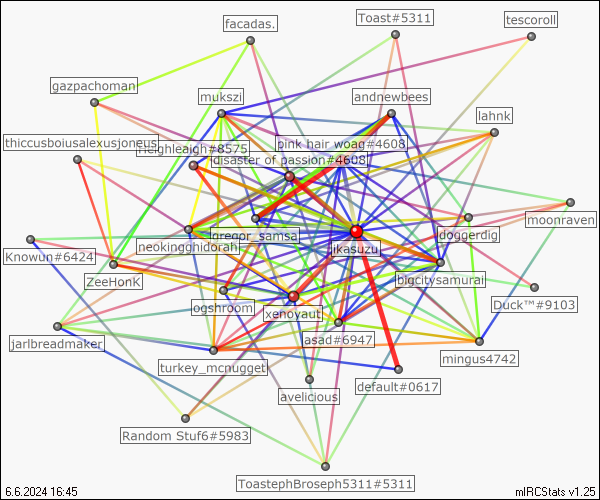 facadas.
Toast#5311
tescoroll
gazpachoman
mukszi
andnewbees
lahnk
thiccusboiusalexusjoneus
Heighleaigh#8575
pink hair woag#4608
disaster of passion#4608
moonraven
Knowun#6424
neokingghidorah
gregor_samsa
ikasuzu
doggerdig
ZeeHonK
bigcitysamurai
ogshroom
xenoyaut
Duck™#9103
jarlbreadmaker
asad#6947
mingus4742
turkey_mcnugget
default#0617
avelicious
Random Stuf6#5983
ToastephBroseph5311#5311
6.6.2024 16:45
mIRCStats v1.25